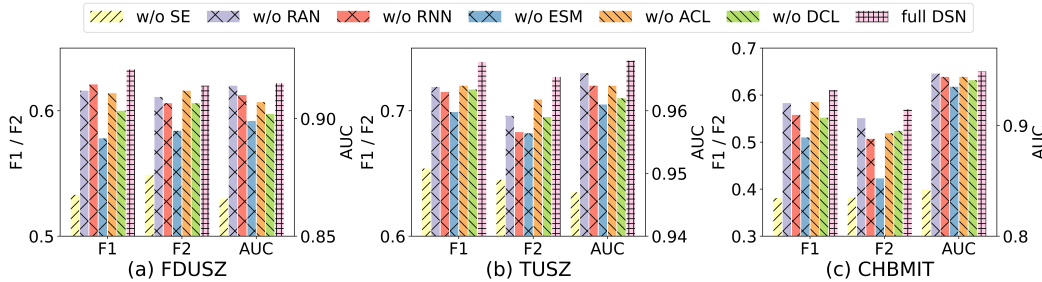 w/o SE w/o RAN w/o RNN w/o ESM w/o ACL w/o DCL full DSN
F1 / F2
0.6
0.5
F1 F2 AUC
0.90
0.85
AUC
(a) FDUSZ
F1 / F2
0.7
0.6
F1 F2 AUC
0.96
0.95
0.94
AUC
(b) TUSZ
F1 / F2
0.7
0.6
0.5
0.4
0.3
F1 F2 AUC
0.9
0.8
AUC
(c) CHBMIT